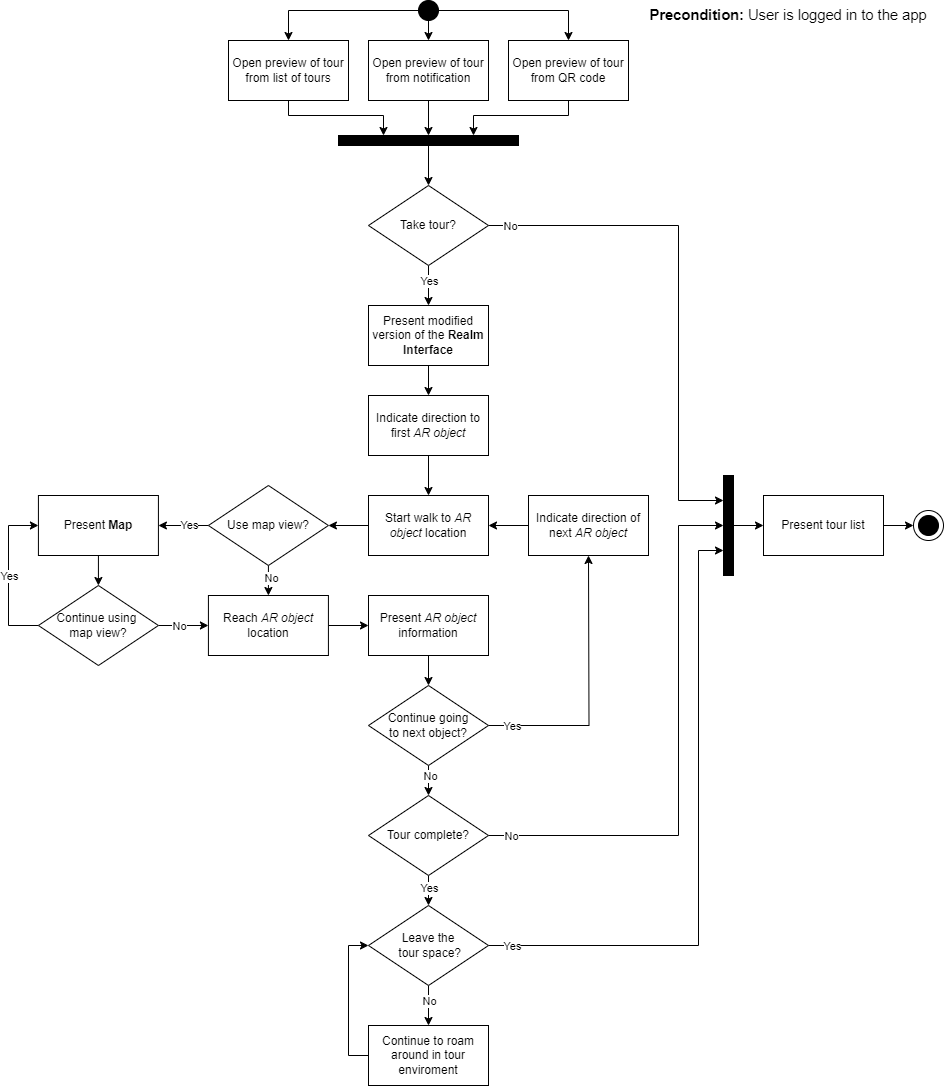 Precondition: User is logged in to the app
Open preview of tour
from list of tours
Open preview of tour
from notification
Open preview of tour
from QR code
Take tour?
No
Yes
Present modified
version of the Realm
Interface
Indicate direction to
first AR object
Present Map
Yes
Use map view?
Start walk to AR
object location
Indicate direction of
next AR object
Present tour list
Yes
No
Continue using
map view?
No
Reach AR object
location
Present AR object
information
Continue going
to next object?
Yes
No
Tour complete?
No
Yes
Leave the
tour space?
Yes
No
Continue to roam
around in tour
enviroment